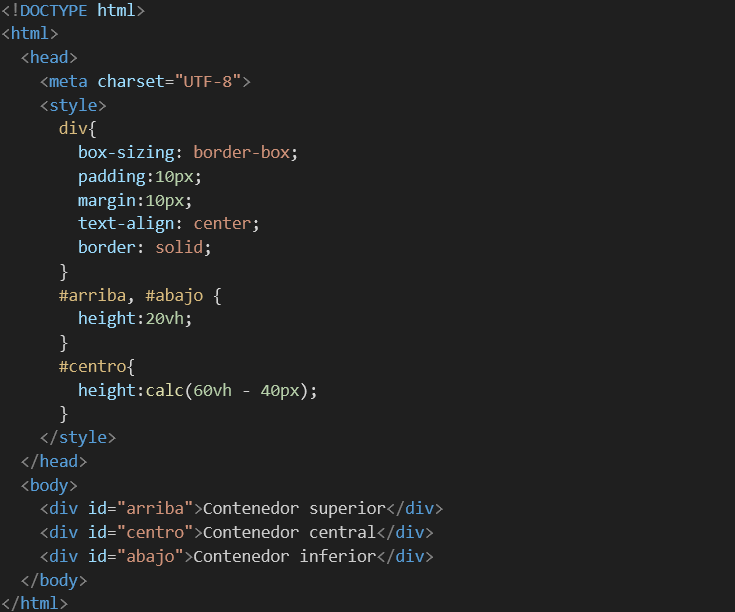 <!DOCTYPE html>
<html>
  <head>
    <meta charset="UTF-8">
    <style>
      div{
        box-sizing: border-box;
        padding:10px;
        margin:10px;
        text-align: center;
        border: solid;
      }
      #arriba, #abajo {
        height:20vh;
      }
      #centro{
        height:calc(60vh - 40px);
      }
    </style>
  </head>
  <body>
    <div id="arriba">Contenedor superior</div>
    <div id="centro">Contenedor central</div>
    <div id="abajo">Contenedor inferior</div>
  </body>
</html>